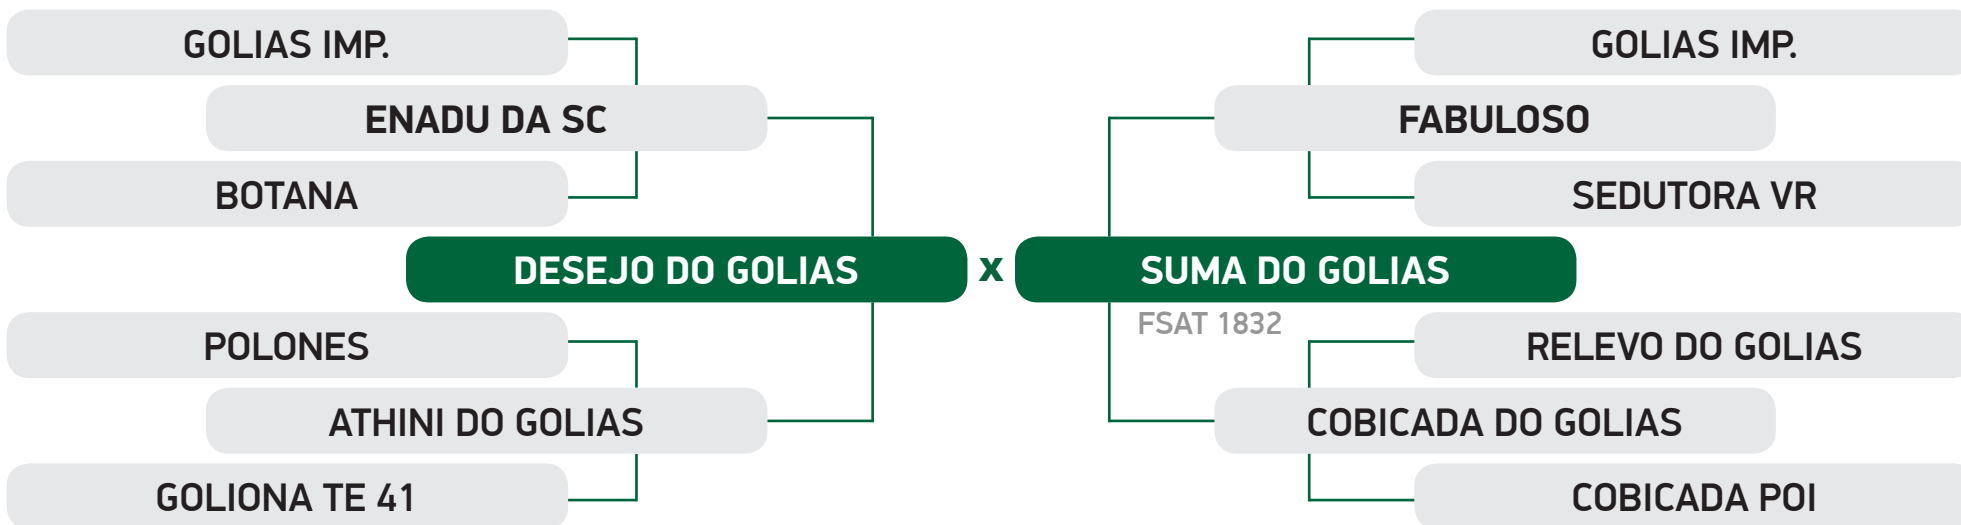 GOLIAS IMP.
GOLIAS IMP.
ENADU DA SC
FABULOSO
BOTANA
SEDUTORA VR
DESEJO DO GOLIAS x SUMA DO GOLIAS
FSAT 1832
POLONES
RELEVO DO GOLIAS
ATHINI DO GOLIAS
COBICADA DO GOLIAS
GOLIONA TE 41
COBICADA POI